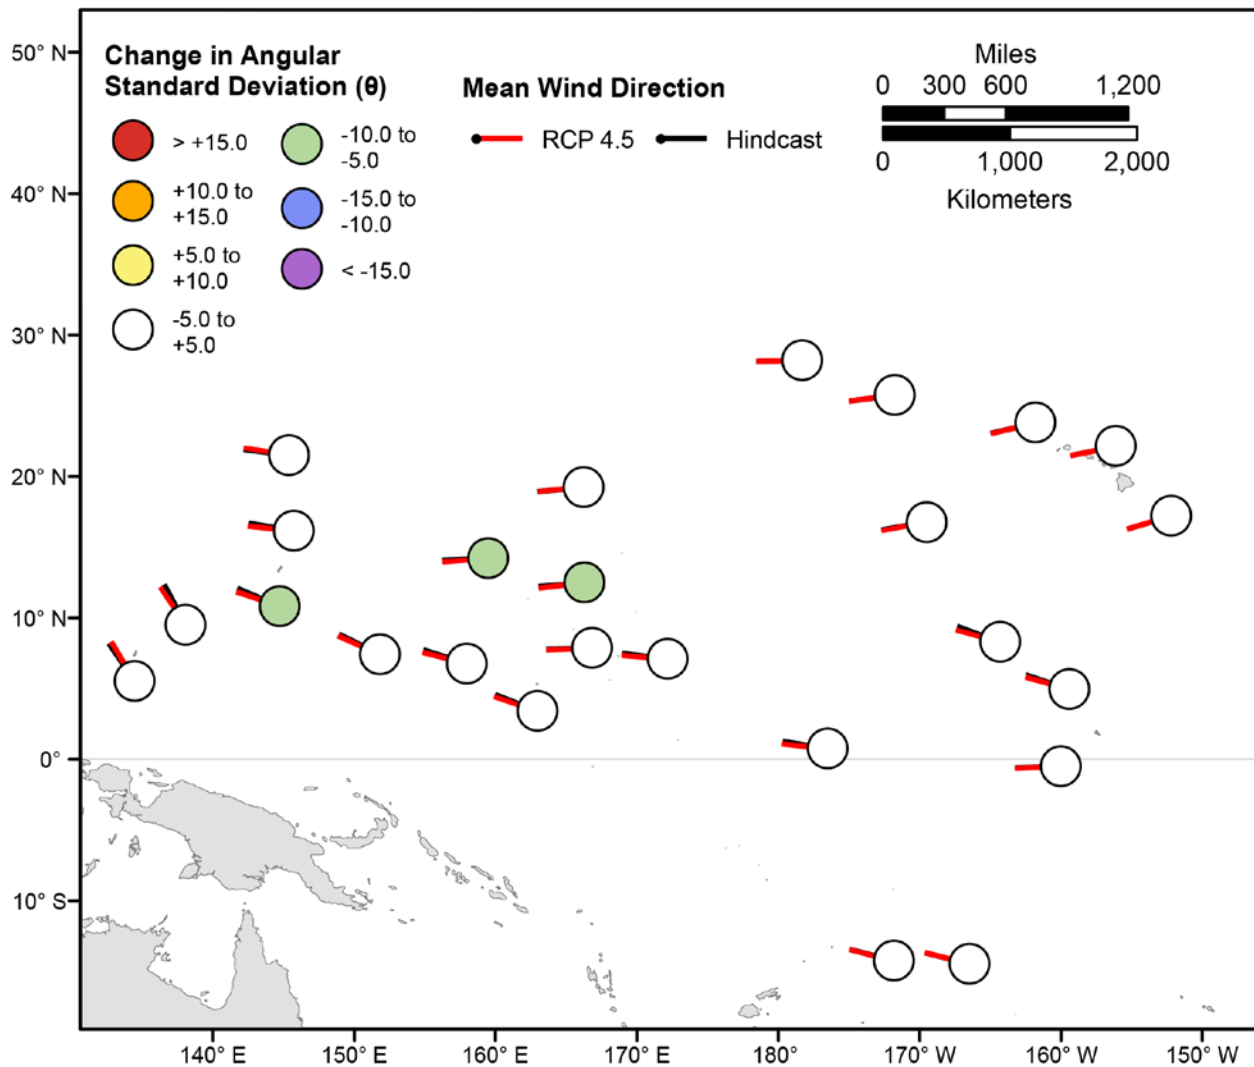 Change in Angular
Standard Deviation (θ)
> +15.0
+10.0 to
+15.0
+5.0 to
+10.0
-5.0 to
+5.0
-10.0 to
-5.0
-15.0 to
-10.0
< -15.0
Mean Wind Direction
RCP 4.5
Hindcast
Miles
0 300 600 1,200
0 1,000 2,000
Kilometers
50° N
40° N
30° N
20° N
10° N
0°
10° S
140° E 150° E 160° E 170° E 180° 170° W 160° W 150° W